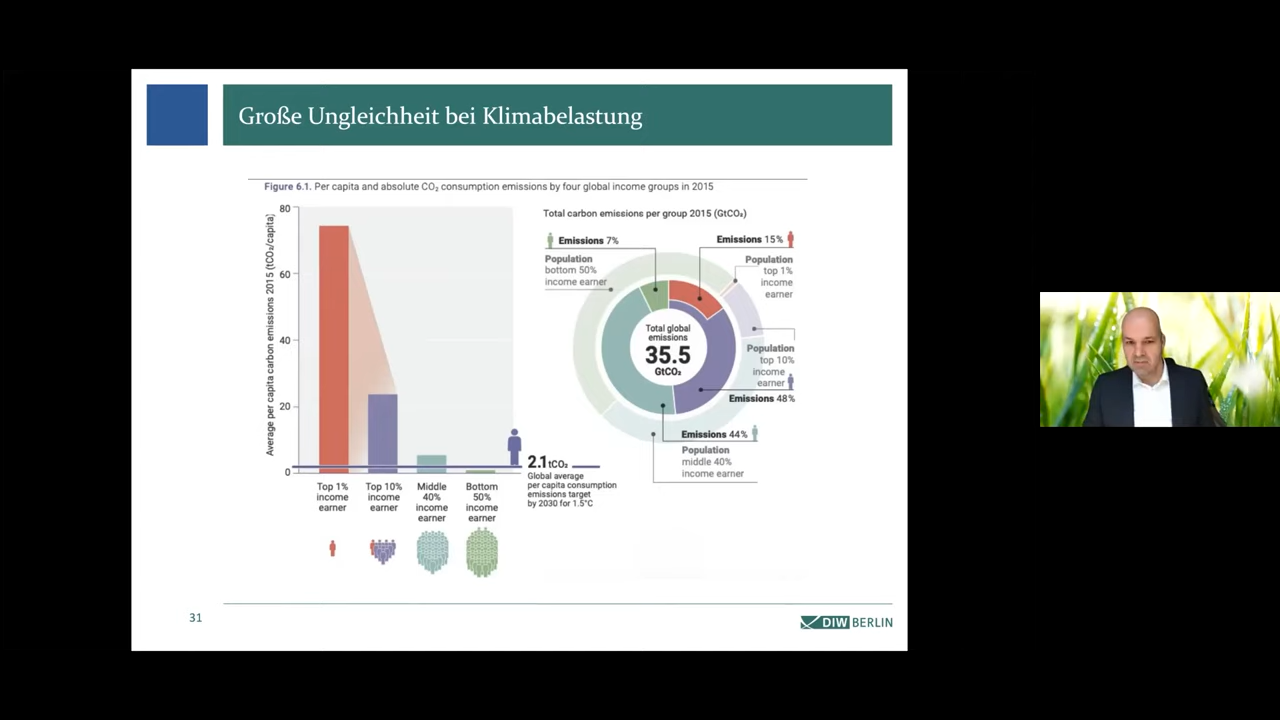 Große Ungleichheit bei Klimabelastung
Figure 6.1. Per capita and absolute CO₂ consumption emissions by four global income groups in 2015
Average per capita carbon emissions 2015 (tCO₂/capita)
80
60
40
20
0
Top 1%
income
earner
Top 10%
income
earner
Middle
40%
income
earner
Bottom
50%
income
earner
2.1 tCO₂
Global average
per capita consumption
emissions target
by 2030 for 1.5°C
Total carbon emissions per group 2015 (GtCO₂)
Emissions 7%
Population
bottom 50%
income earner
Emissions 15%
Population
top 1%
income
earner
Total global
emissions
35.5
GtCO₂
Population
top 10%
income
earner
Emissions 48%
Emissions 44%
Population
middle 40%
income earner
31
DIW BERLIN